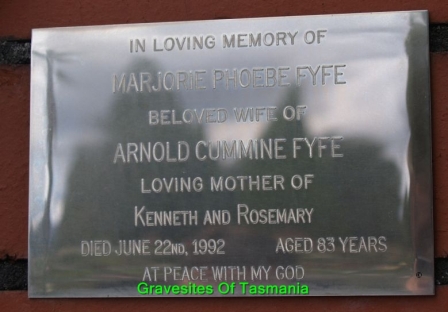 IN LOVING MEMORY OF
MARJORIE PHOEBE FYFE
BELOVED WIFE OF
ARNOLD CUMMINE FYFE
LOVING MOTHER OF
KENNETH AND ROSEMARY
DIED JUNE 22ND, 1992 AGED 83 YEARS
AT PEACE WITH MY GOD
Gravesites Of Tasmania